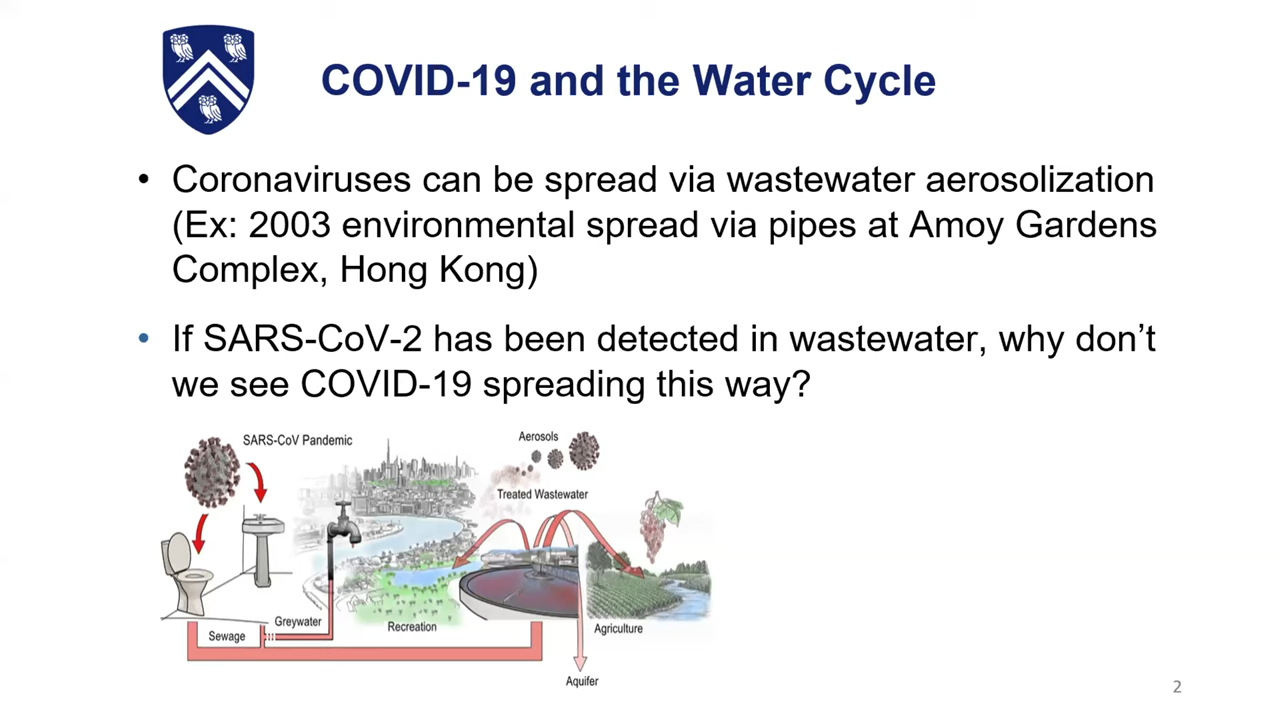 COVID-19 and the Water Cycle
• Coronaviruses can be spread via wastewater aerosolization
(Ex: 2003 environmental spread via pipes at Amoy Gardens
Complex, Hong Kong)
• If SARS-CoV-2 has been detected in wastewater, why don’t
we see COVID-19 spreading this way?
SARS-CoV Pandemic
Aerosols
Treated Wastewater
Greywater
Sewage
Recreation
Agriculture
Aquifer
2